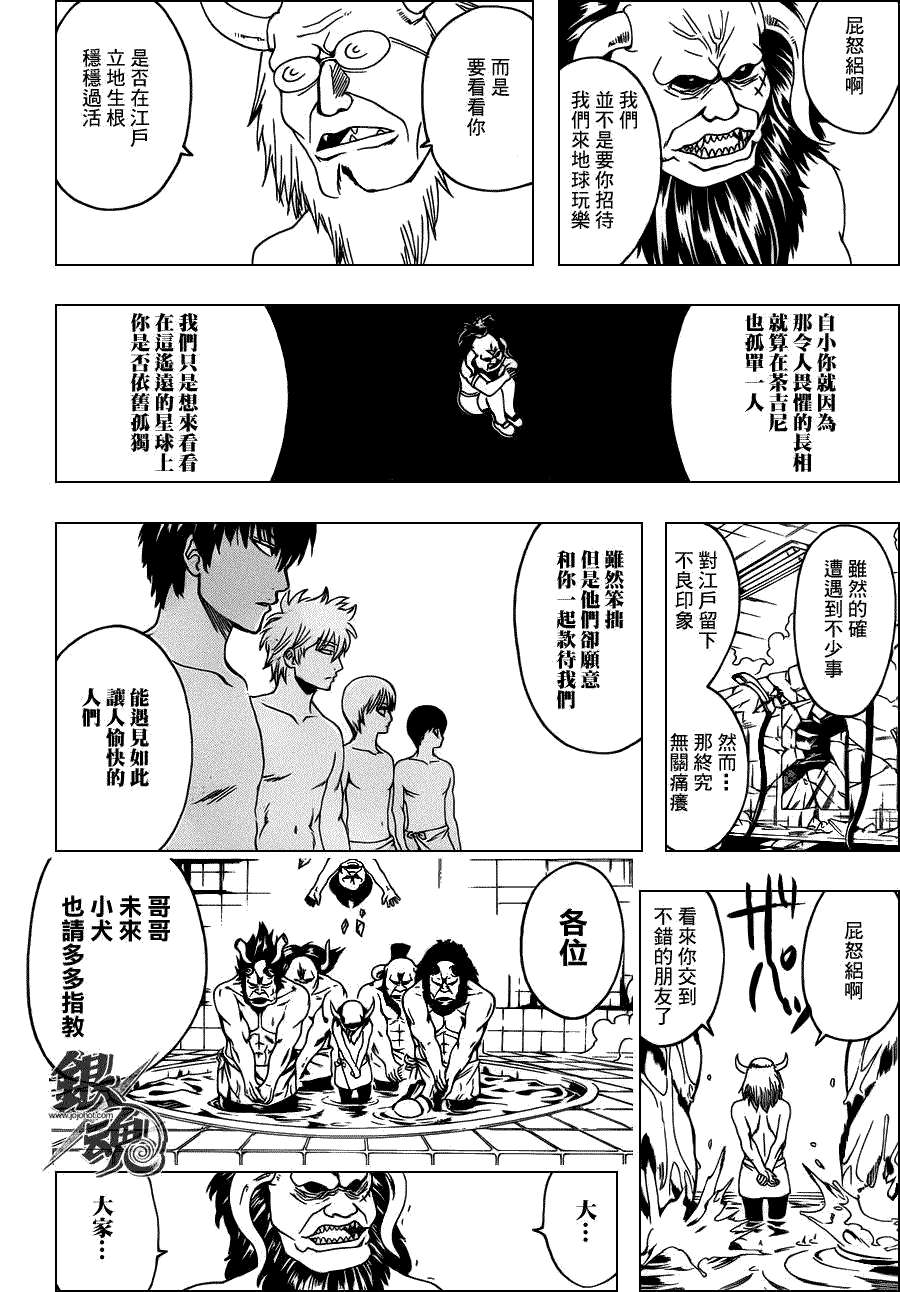 屁怒絽啊
我們
並不是要你招待
我們來地球玩樂
而是
要看看你
是否在江戶
立地生根
穩穩過活
自小你就因為
那令人畏懼的長相
就算在茶吉尼
也孤單一人
我們只是想來看看
在這遙遠的星球上
你是否依舊孤獨
雖然的確
遭遇到不少事
對江戶留下
不良印象
然而…
那終究
無關痛癢
雖然笨拙
但是他們卻願意
和你一起款待我們
能遇見如此
讓人愉快的
人們
屁怒絽啊
看來你交到
不錯的朋友了
各位
哥哥
未來
小犬
也請多多指教
大…
大家…
銀魂
www.jojohot.com